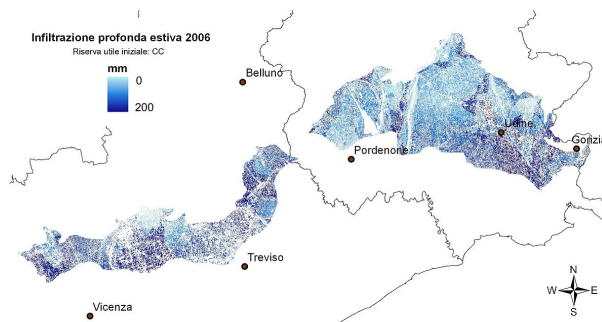 Infiltrazione profonda estiva 2006
Riserva utile iniziale: CC
mm
0
200
Belluno
Udine
Gorizia
Pordenone
Treviso
Vicenza
N
W
E
S